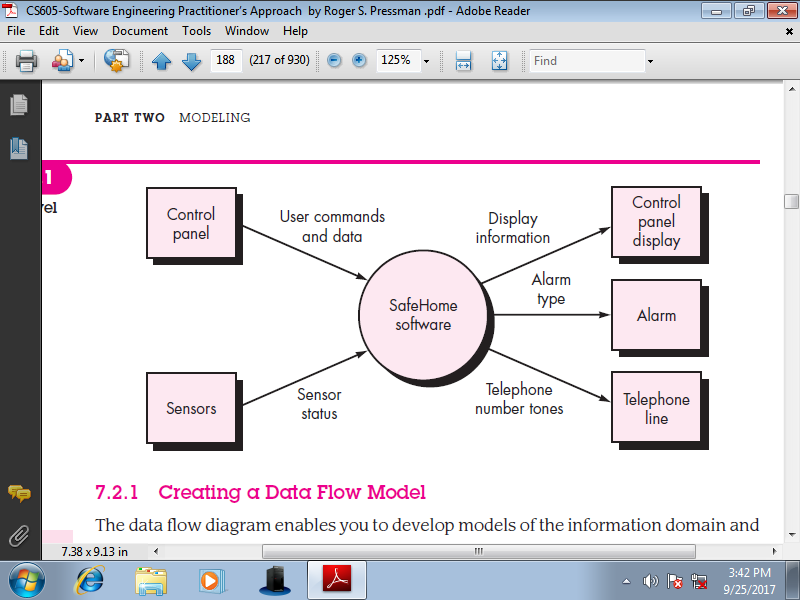 CS605-Software Engineering Practitioner's Approach by Roger S. Pressman .pdf - Adobe Reader
File Edit View Document Tools Window Help
188 (217 of 930) 125% Find
PART TWO MODELING
1
vel
Control
panel
User commands
and data
Display
information
Control
panel
display
SafeHome
software
Alarm
type
Alarm
Sensors
Sensor
status
Telephone
number tones
Telephone
line
7.2.1 Creating a Data Flow Model
The data flow diagram enables you to develop models of the information domain and
7.38 x 9.13 in
3:42 PM
9/25/2017